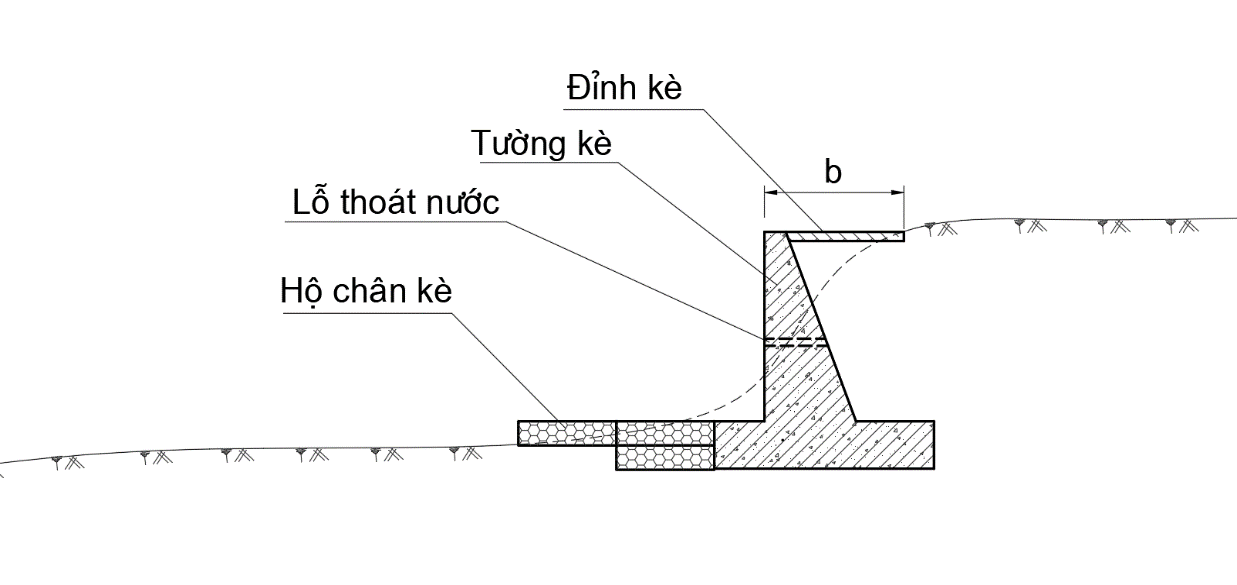 Đỉnh kè
Tường kè
b
Lỗ thoát nước
Hộ chân kè